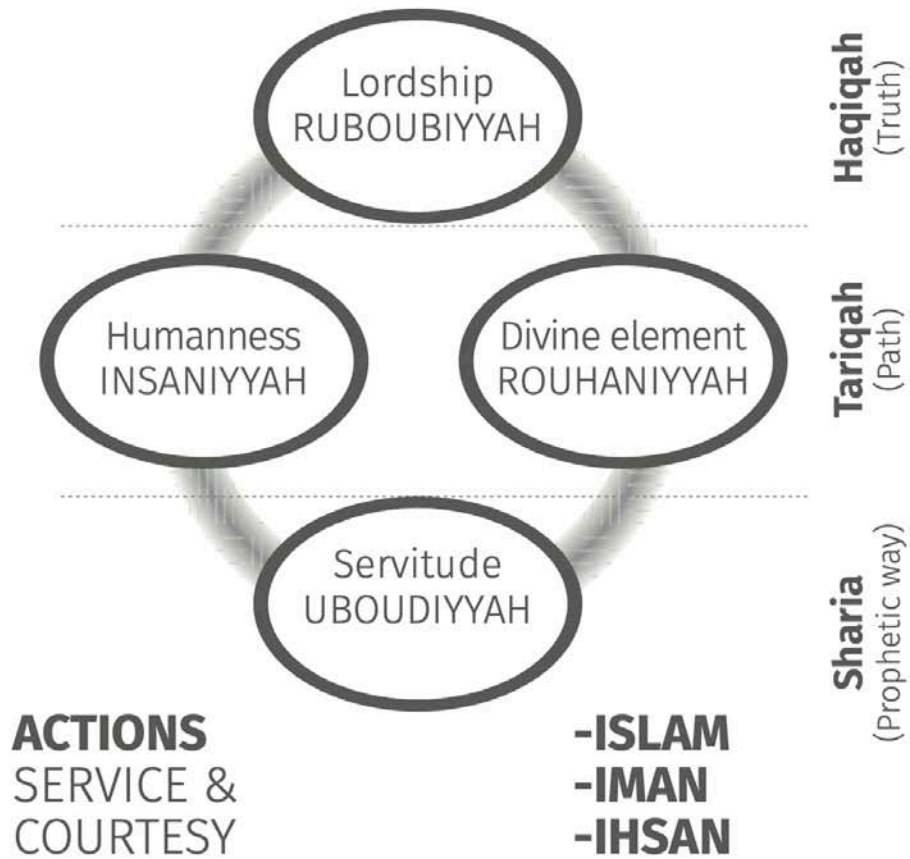 Lordship
RUBOUBIYYAH
Haqiqah
(Truth)
Humanness
INSANIYYAH
Divine element
ROUHANIYYAH
Tariqah
(Path)
Servitude
UBOUDIYYAH
Sharia
(Prophetic way)
ACTIONS
SERVICE &
COURTESY
-ISLAM
-IMAN
-IHSAN